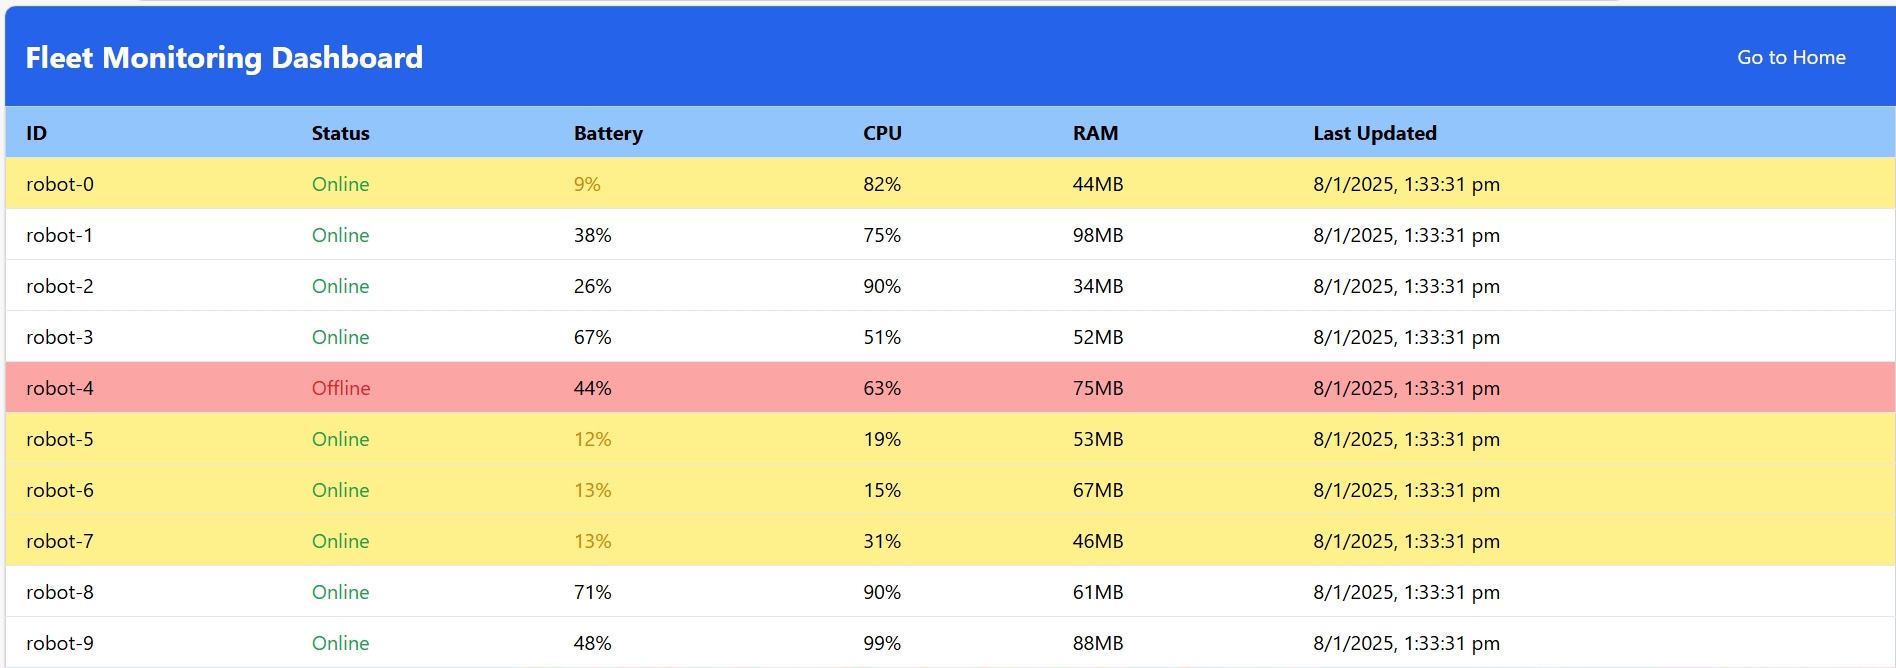 Fleet Monitoring Dashboard Go to Home
ID Status Battery CPU RAM Last Updated
robot-0 Online 9% 82% 44MB 8/1/2025, 1:33:31 pm
robot-1 Online 38% 75% 98MB 8/1/2025, 1:33:31 pm
robot-2 Online 26% 90% 34MB 8/1/2025, 1:33:31 pm
robot-3 Online 67% 51% 52MB 8/1/2025, 1:33:31 pm
robot-4 Offline 44% 63% 75MB 8/1/2025, 1:33:31 pm
robot-5 Online 12% 19% 53MB 8/1/2025, 1:33:31 pm
robot-6 Online 13% 15% 67MB 8/1/2025, 1:33:31 pm
robot-7 Online 13% 31% 46MB 8/1/2025, 1:33:31 pm
robot-8 Online 71% 90% 61MB 8/1/2025, 1:33:31 pm
robot-9 Online 48% 99% 88MB 8/1/2025, 1:33:31 pm